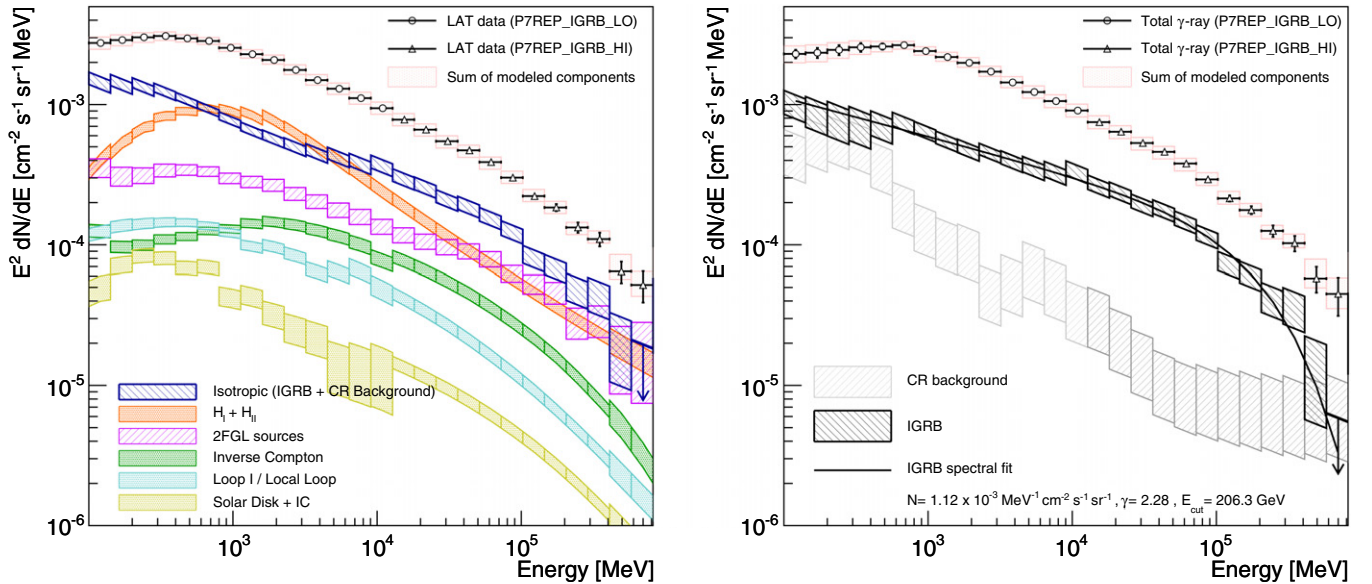 E² dN/dE [cm⁻² s⁻¹ sr⁻¹ MeV]
10⁻³
10⁻⁴
10⁻⁵
10⁻⁶
LAT data (P7REP_IGRB_LO)
LAT data (P7REP_IGRB_HI)
Sum of modeled components
Isotropic (IGRB + CR Background)
H_I + H_II
2FGL sources
Inverse Compton
Loop I / Local Loop
Solar Disk + IC
10³ 10⁴ 10⁵
Energy [MeV]
E² dN/dE [cm⁻² s⁻¹ sr⁻¹ MeV]
10⁻³
10⁻⁴
10⁻⁵
10⁻⁶
Total γ-ray (P7REP_IGRB_LO)
Total γ-ray (P7REP_IGRB_HI)
Sum of modeled components
CR background
IGRB
IGRB spectral fit
N= 1.12 x 10⁻³ MeV⁻¹ cm⁻² s⁻¹ sr⁻¹ , γ= 2.28 , E_cut = 206.3 GeV
10³ 10⁴ 10⁵
Energy [MeV]